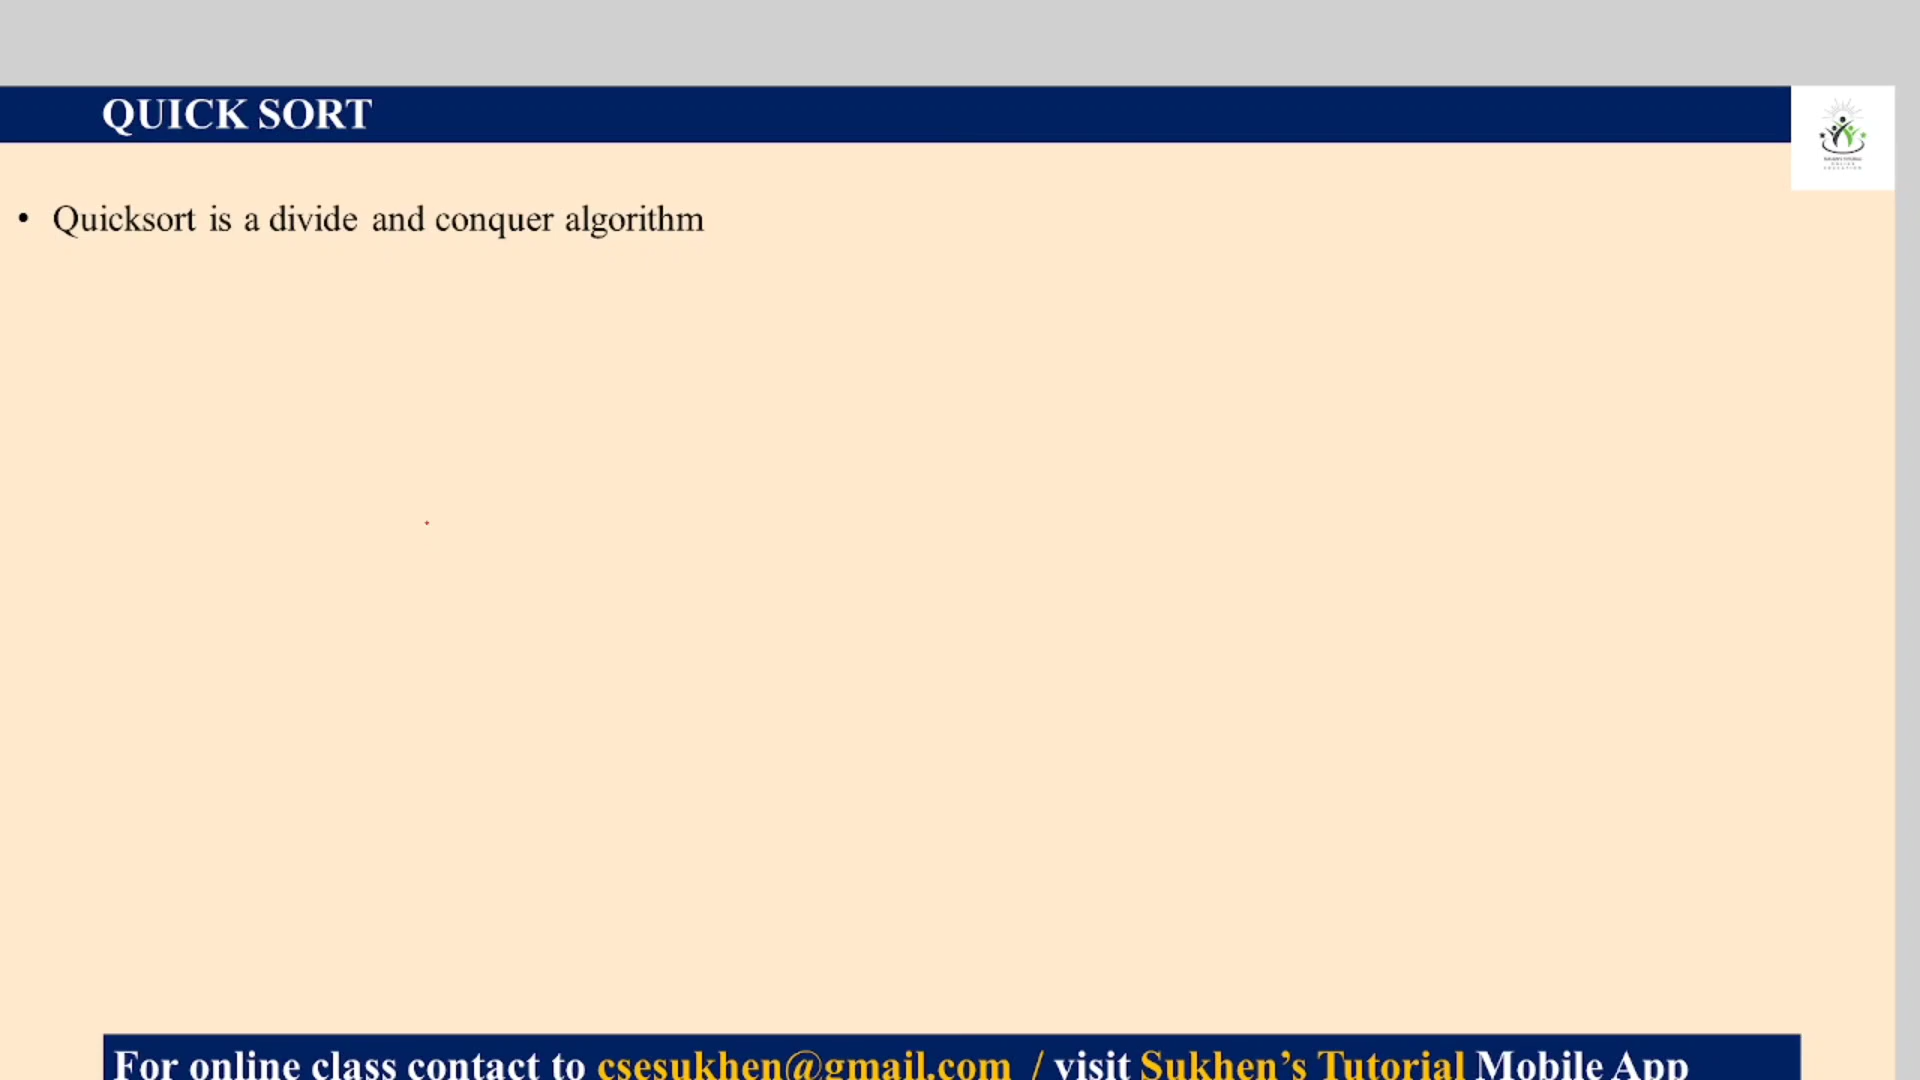 QUICK SORT
• Quicksort is a divide and conquer algorithm
For online class contact to csesukhen@gmail.com / visit Sukhen’s Tutorial Mobile App